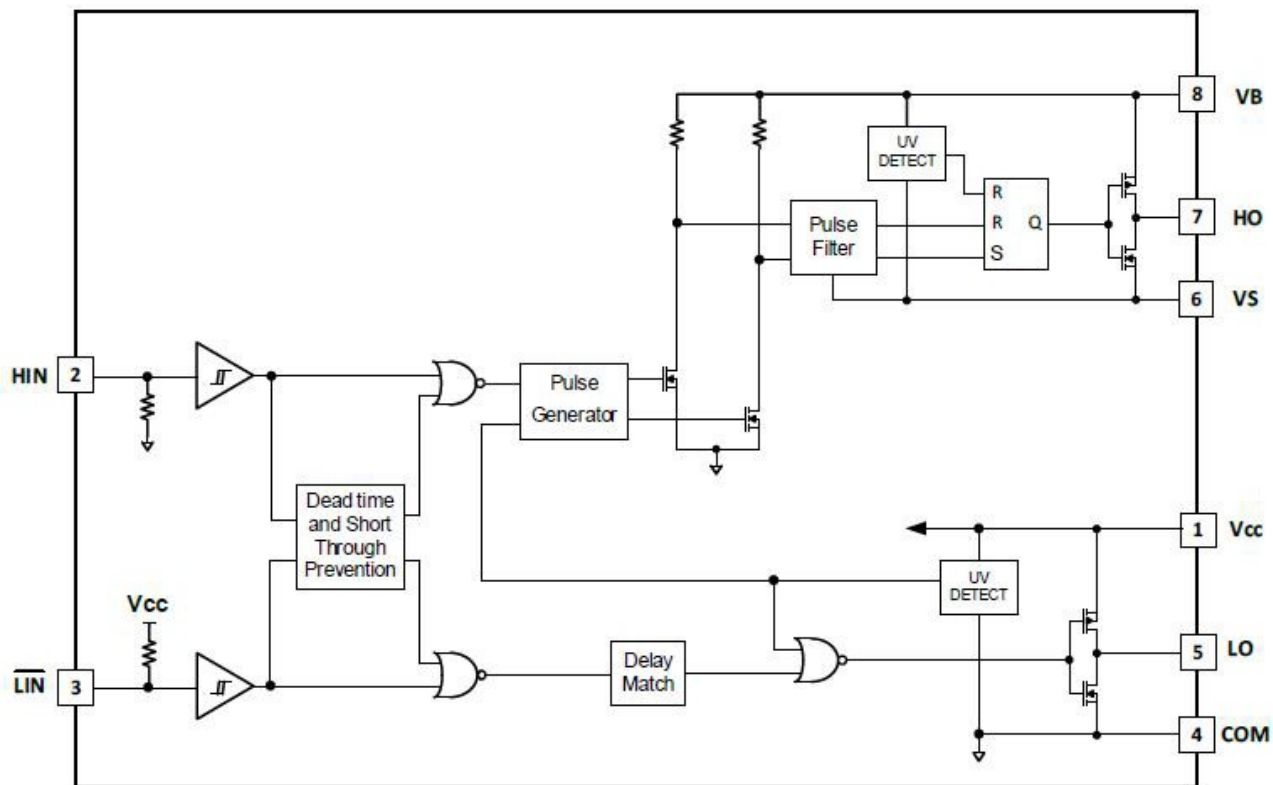 8 VB
UV
DETECT
R
R Q
S
Pulse
Filter
7 HO
6 VS
HIN 2
Pulse
Generator
Dead time
and Short
Through
Prevention
1 Vcc
UV
DETECT
Vcc
LIN 3
Delay
Match
5 LO
4 COM